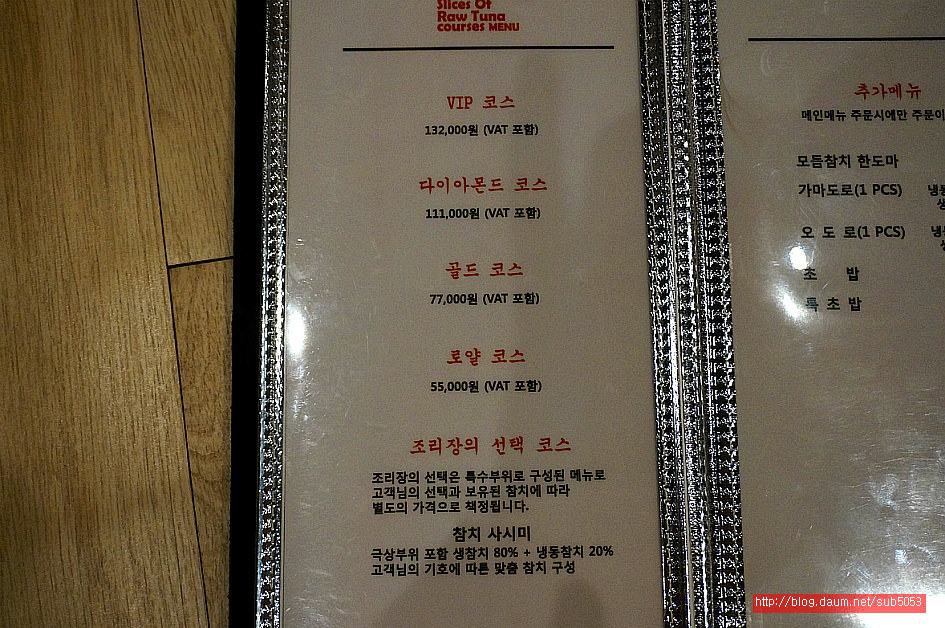 Slices Of
Raw Tuna
courses MENU
VIP 코스
132,000원 (VAT 포함)
다이아몬드 코스
111,000원 (VAT 포함)
골드 코스
77,000원 (VAT 포함)
로얄 코스
55,000원 (VAT 포함)
조리장의 선택 코스
조리장의 선택은 특수부위로 구성된 메뉴로
고객님의 선택과 보유된 참치에 따라
별도의 가격으로 책정됩니다.
참치 사시미
극상부위 포함 생참치 80% + 냉동참치 20%
고객님의 기호에 따른 맞춤 참치 구성
추가메뉴
메인메뉴 주문시에만 주문이
모듬참치 한도마
가마도로(1 PCS)
오 도 로(1 PCS)
초 밥
특 초 밥
http://blog.daum.net/sub5053